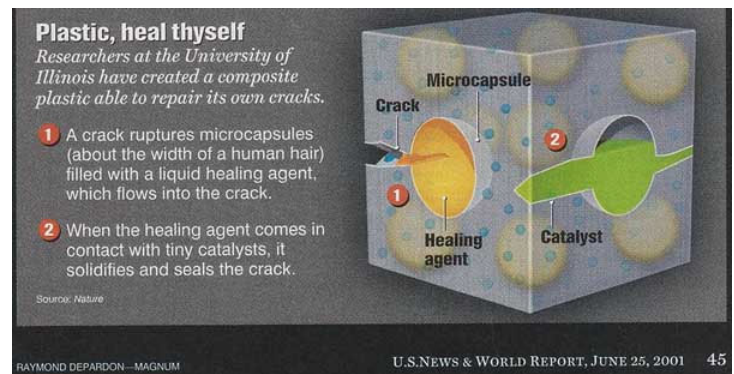 Plastic, heal thyself
Researchers at the University of
Illinois have created a composite
plastic able to repair its own cracks.
1 A crack ruptures microcapsules
(about the width of a human hair)
filled with a liquid healing agent,
which flows into the crack.
2 When the healing agent comes in
contact with tiny catalysts, it
solidifies and seals the crack.
Source: Nature
Microcapsule
Crack
2
1
Healing
agent
Catalyst
RAYMOND DEPARDON—MAGNUM
U.S.NEWS & WORLD REPORT, JUNE 25, 2001 45